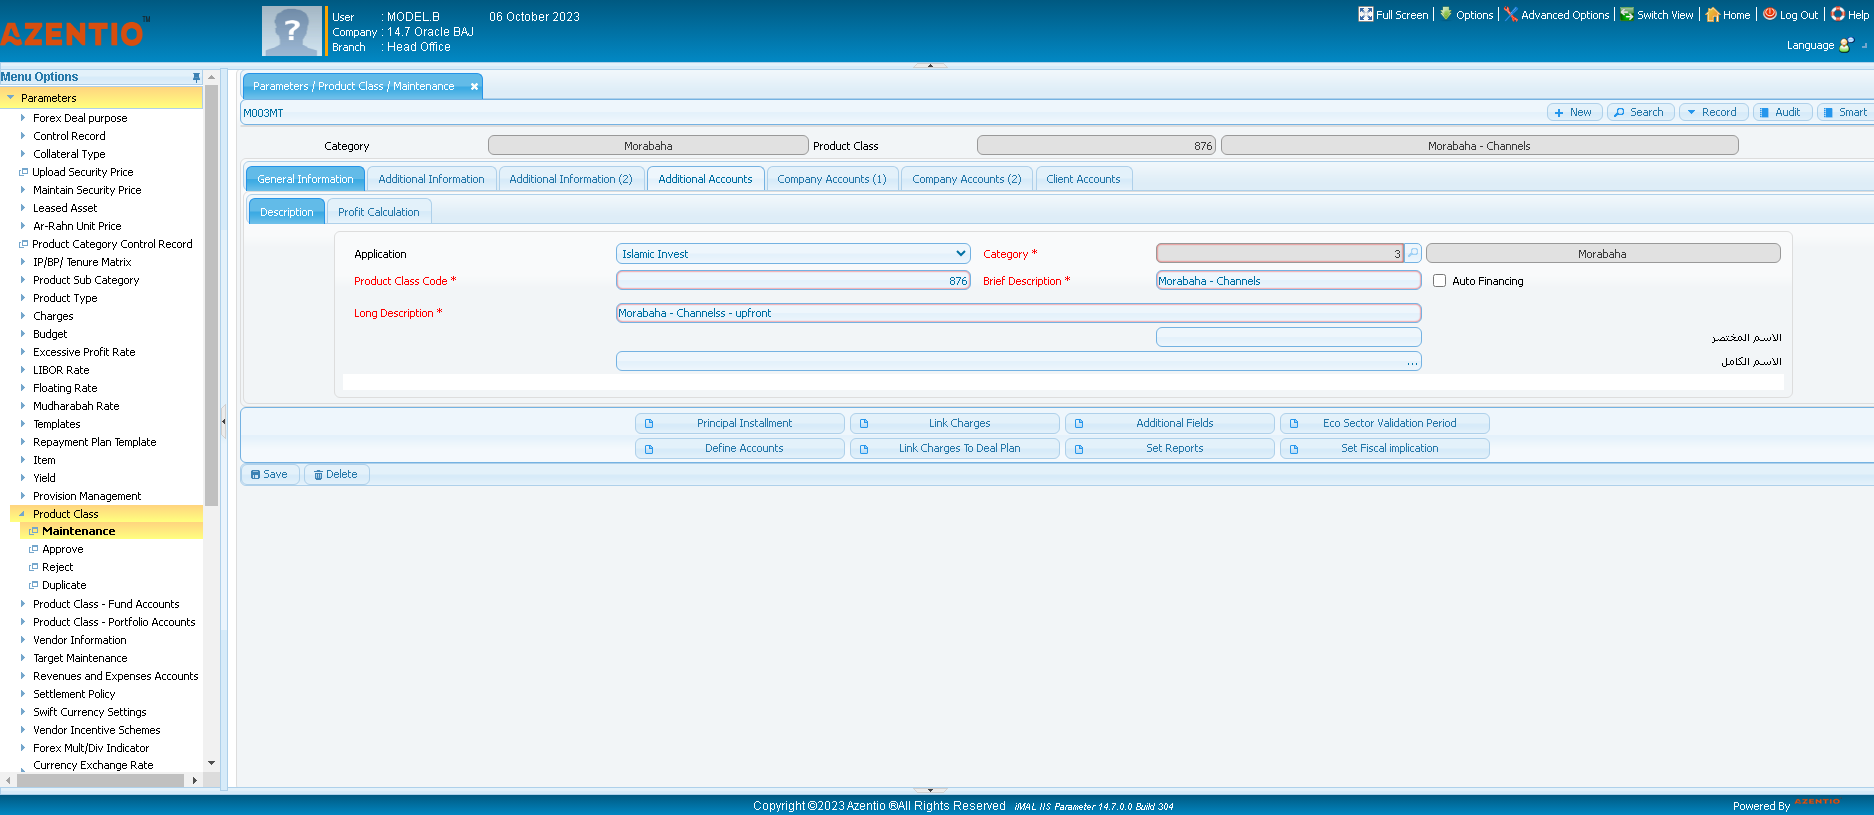 AZENTIO™
User : MODEL.B 06 October 2023
Company : 14.7 Oracle BAJ
Branch : Head Office
Full Screen Options Advanced Options Switch View Home Log Out Help
Language
Menu Options
Parameters
Forex Deal purpose
Control Record
Collateral Type
Upload Security Price
Maintain Security Price
Leased Asset
Ar-Rahn Unit Price
Product Category Control Record
IP/BP/ Tenure Matrix
Product Sub Category
Product Type
Charges
Budget
Excessive Profit Rate
LIBOR Rate
Floating Rate
Mudharabah Rate
Templates
Repayment Plan Template
Item
Yield
Provision Management
Product Class
Maintenance
Approve
Reject
Duplicate
Product Class - Fund Accounts
Product Class - Portfolio Accounts
Vendor Information
Target Maintenance
Revenues and Expenses Accounts
Settlement Policy
Swift Currency Settings
Vendor Incentive Schemes
Forex Mult/Div Indicator
Currency Exchange Rate
Parameters / Product Class / Maintenance
M003MT
New Search Record Audit Smart
Category Morabaha Product Class 876 Morabaha - Channels
General Information Additional Information Additional Information (2) Additional Accounts Company Accounts (1) Company Accounts (2) Client Accounts
Description Profit Calculation
Application Islamic Invest Category * 3 Morabaha
Product Class Code * 876 Brief Description * Morabaha - Channels Auto Financing
Long Description * Morabaha - Channelss - upfront
الاسم المختصر
... الاسم الكامل
Principal Installment Link Charges Additional Fields Eco Sector Validation Period
Define Accounts Link Charges To Deal Plan Set Reports Set Fiscal implication
Save Delete
Copyright ©2023 Azentio ®All Rights Reserved iMAL IIS Parameter 14.7.0.0 Build 304
Powered By AZENTIO